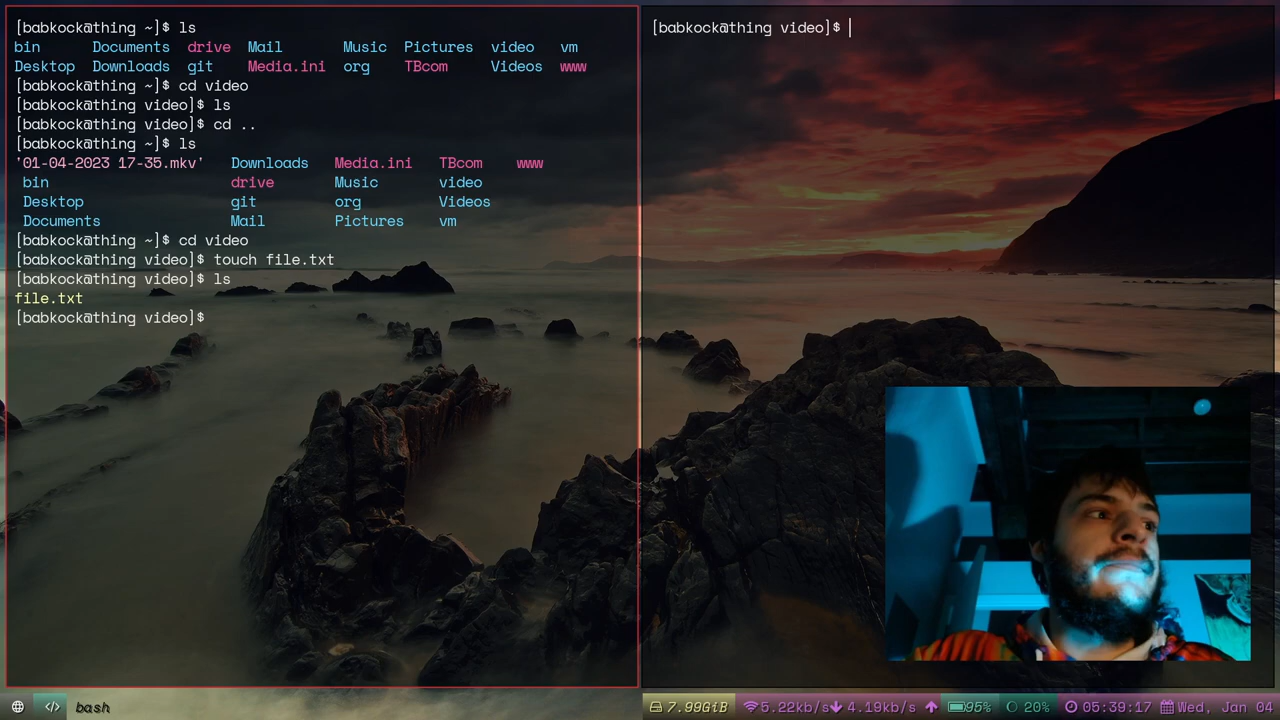 [babkock@thing ~]$ ls
bin Documents drive Mail Music Pictures video vm
Desktop Downloads git Media.ini org TBcom Videos www
[babkock@thing ~]$ cd video
[babkock@thing video]$ ls
[babkock@thing video]$ cd ..
[babkock@thing ~]$ ls
'01-04-2023 17-35.mkv' Downloads Media.ini TBcom www
bin drive Music video
Desktop git org Videos
Documents Mail Pictures vm
[babkock@thing ~]$ cd video
[babkock@thing video]$ touch file.txt
[babkock@thing video]$ ls
file.txt
[babkock@thing video]$
[babkock@thing video]$
</> bash 7.99GiB 5.22kb/s 4.19kb/s 95% 20% 05:39:17 Wed, Jan 04